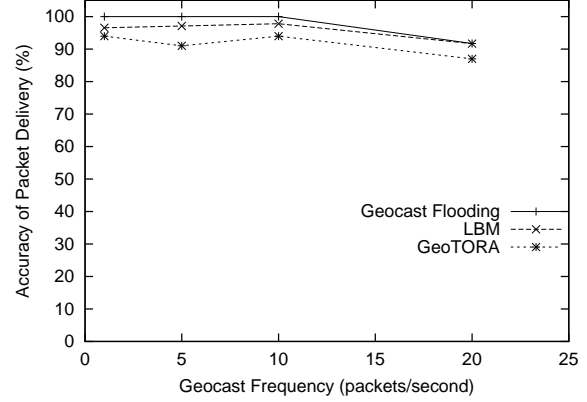 100
90
80
70
60
50
40
30
20
10
0
Accuracy of Packet Delivery (%)
Geocast Flooding
LBM
GeoTORA
0 5 10 15 20 25
Geocast Frequency (packets/second)